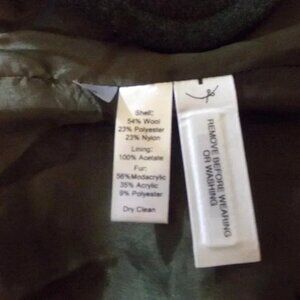 Shell:
54% Wool
23% Polyester
23% Nylon
Lining:
100% Acetate
Fur:
56%Modacrylic
35% Acrylic
9% Polyester
Dry Clean
REMOVE BEFORE WEARING
OR WASHING